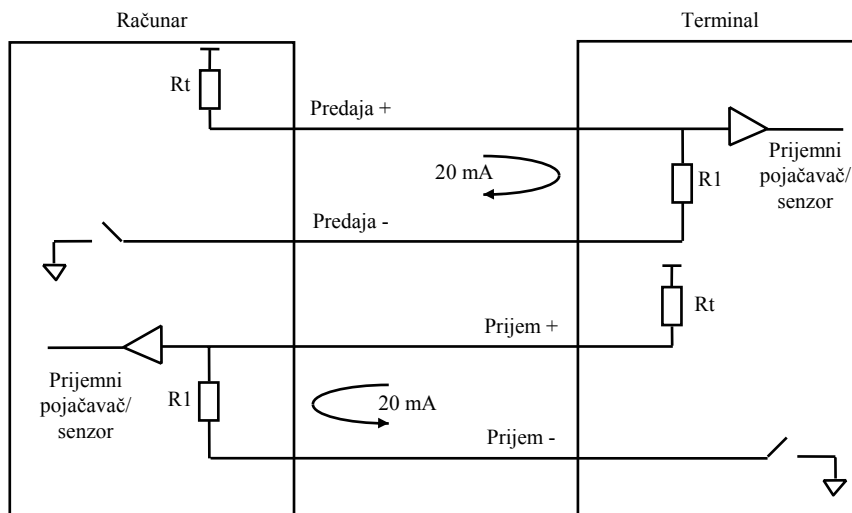 Računar
Terminal
Rt
Predaja +
20 mA
R1
Prijemni
pojačavač/
senzor
Predaja -
Rt
Prijem +
Prijemni
pojačavač/
senzor
R1
20 mA
Prijem -